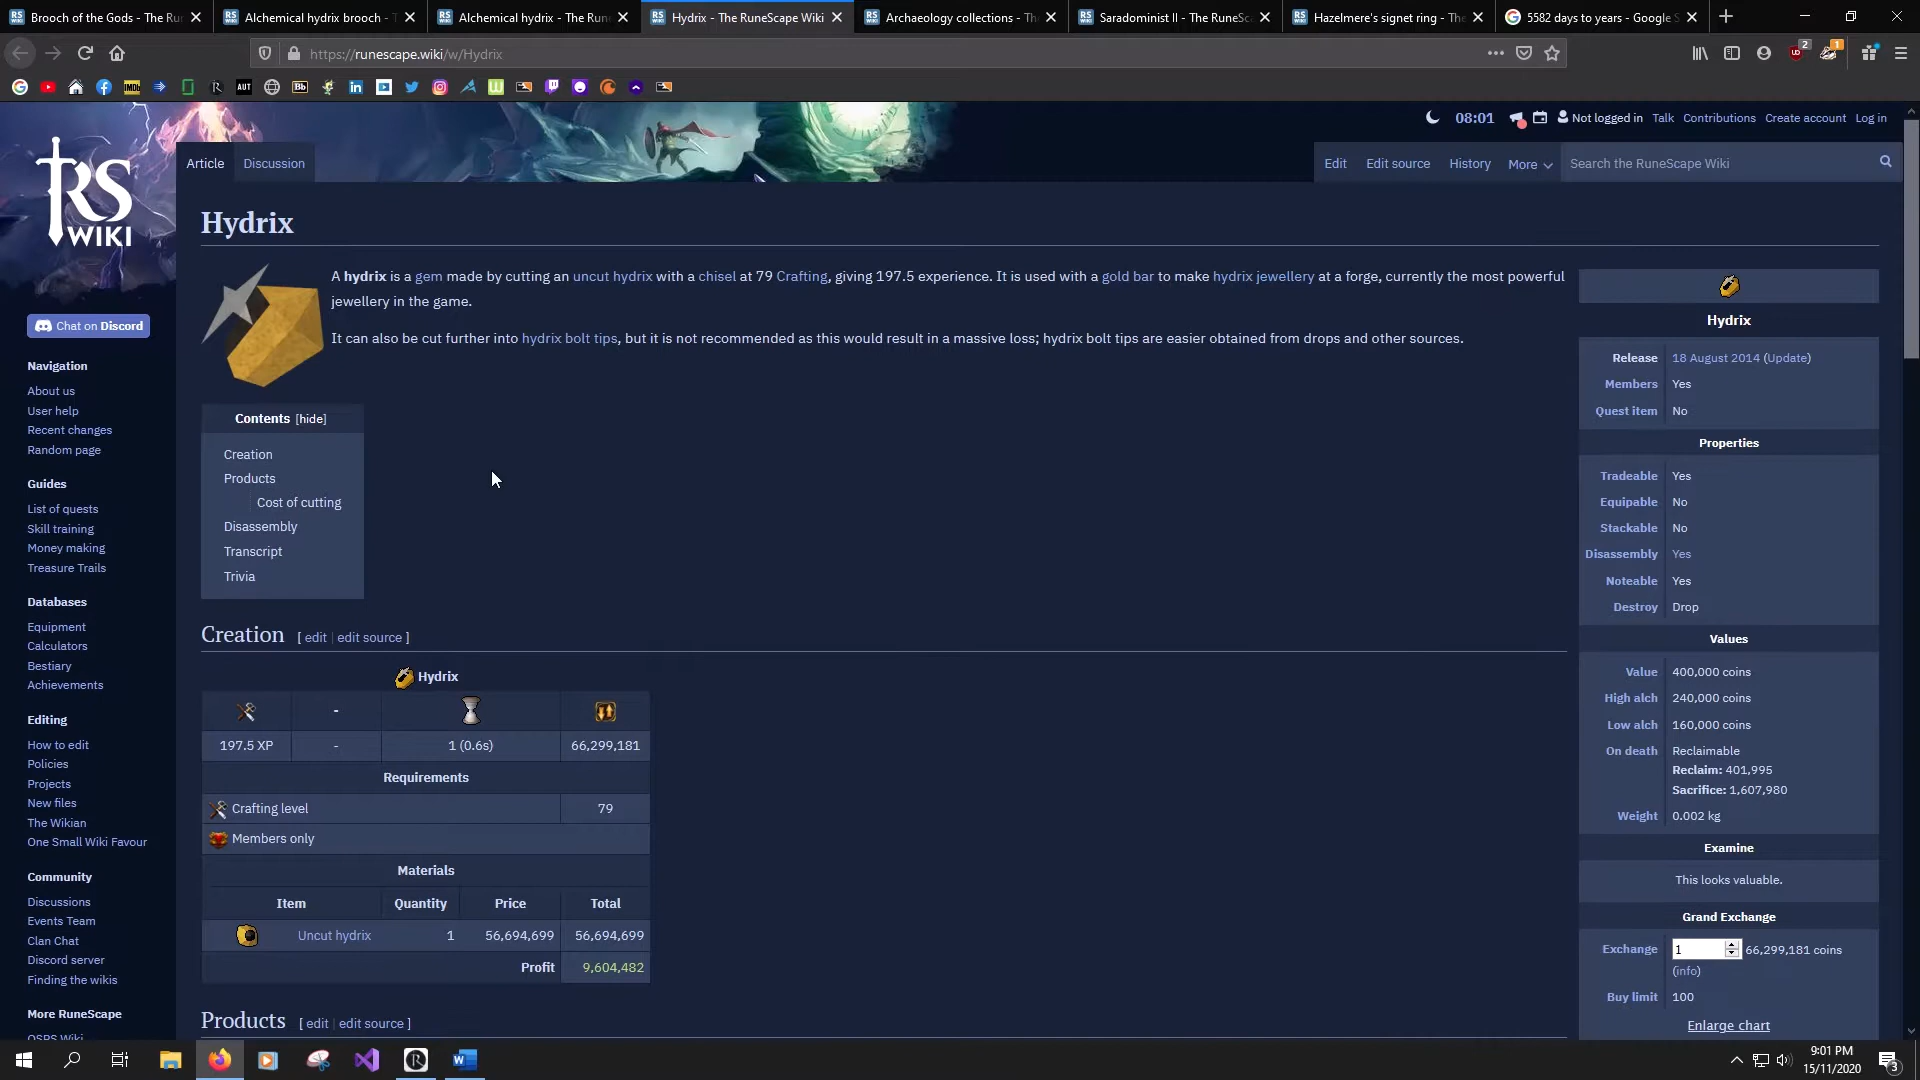 Brooch of the Gods - The Ru
Alchemical hydrix brooch - T
Alchemical hydrix - The Rune
Hydrix - The RuneScape Wiki
Archaeology collections - Th
Saradominist II - The RuneSc
Hazelmere's signet ring - The
5582 days to years - Google S
https://runescape.wiki/w/Hydrix
2
1
08:01
Not logged in Talk Contributions Create account Log in
RS
WIKI
Article Discussion
Edit Edit source History More
Search the RuneScape Wiki
Hydrix
A hydrix is a gem made by cutting an uncut hydrix with a chisel at 79 Crafting, giving 197.5 experience. It is used with a gold bar to make hydrix jewellery at a forge, currently the most powerful
jewellery in the game.
It can also be cut further into hydrix bolt tips, but it is not recommended as this would result in a massive loss; hydrix bolt tips are easier obtained from drops and other sources.
Chat on Discord
Navigation
About us
User help
Recent changes
Random page
Guides
List of quests
Skill training
Money making
Treasure Trails
Databases
Equipment
Calculators
Bestiary
Achievements
Editing
How to edit
Policies
Projects
New files
The Wikian
One Small Wiki Favour
Community
Discussions
Events Team
Clan Chat
Discord server
Finding the wikis
More RuneScape
OSRS Wiki
Contents [hide]
Creation
Products
Cost of cutting
Disassembly
Transcript
Trivia
Creation [ edit | edit source ]
Hydrix
-
197.5 XP - 1 (0.6s) 66,299,181
Requirements
Crafting level 79
Members only
Materials
Item Quantity Price Total
Uncut hydrix 1 56,694,699 56,694,699
Profit 9,604,482
Products [ edit | edit source ]
Hydrix
Release 18 August 2014 (Update)
Members Yes
Quest item No
Properties
Tradeable Yes
Equipable No
Stackable No
Disassembly Yes
Noteable Yes
Destroy Drop
Values
Value 400,000 coins
High alch 240,000 coins
Low alch 160,000 coins
On death Reclaimable
Reclaim: 401,995
Sacrifice: 1,607,980
Weight 0.002 kg
Examine
This looks valuable.
Grand Exchange
Exchange 1 66,299,181 coins
(info)
Buy limit 100
Enlarge chart
9:01 PM
15/11/2020
3